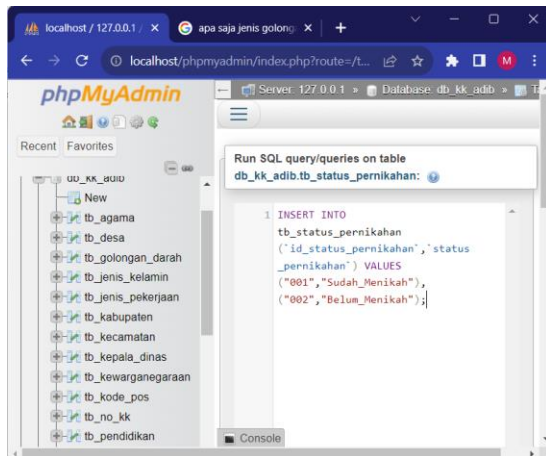 localhost / 127.0.0.1 /
apa saja jenis golong
localhost/phpmyadmin/index.php?route=/t...
M
phpMyAdmin
Server: 127.0.0.1 » Database: db_kk_adib »
Recent Favorites
db_kk_adib
New
tb_agama
tb_desa
tb_golongan_darah
tb_jenis_kelamin
tb_jenis_pekerjaan
tb_kabupaten
tb_kecamatan
tb_kepala_dinas
tb_kewarganegaraan
tb_kode_pos
tb_no_kk
tb_pendidikan
Run SQL query/queries on table
db_kk_adib.tb_status_pernikahan:
1 INSERT INTO
tb_status_pernikahan
(`id_status_pernikahan`,`status
_pernikahan`) VALUES
("001","Sudah_Menikah"),
("002","Belum_Menikah");
Console